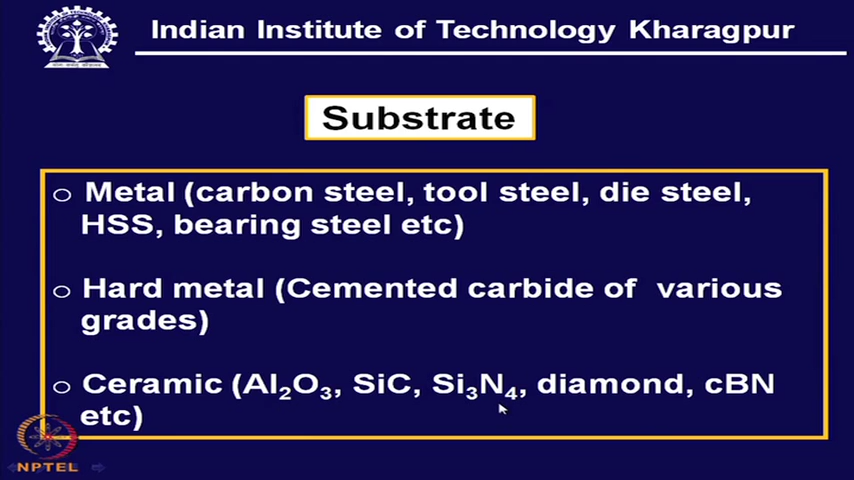 Indian Institute of Technology Kharagpur
Substrate
Metal (carbon steel, tool steel, die steel,
HSS, bearing steel etc)
Hard metal (Cemented carbide of various
grades)
Ceramic (Al₂O₃, SiC, Si₃N₄, diamond, cBN
etc)
NPTEL